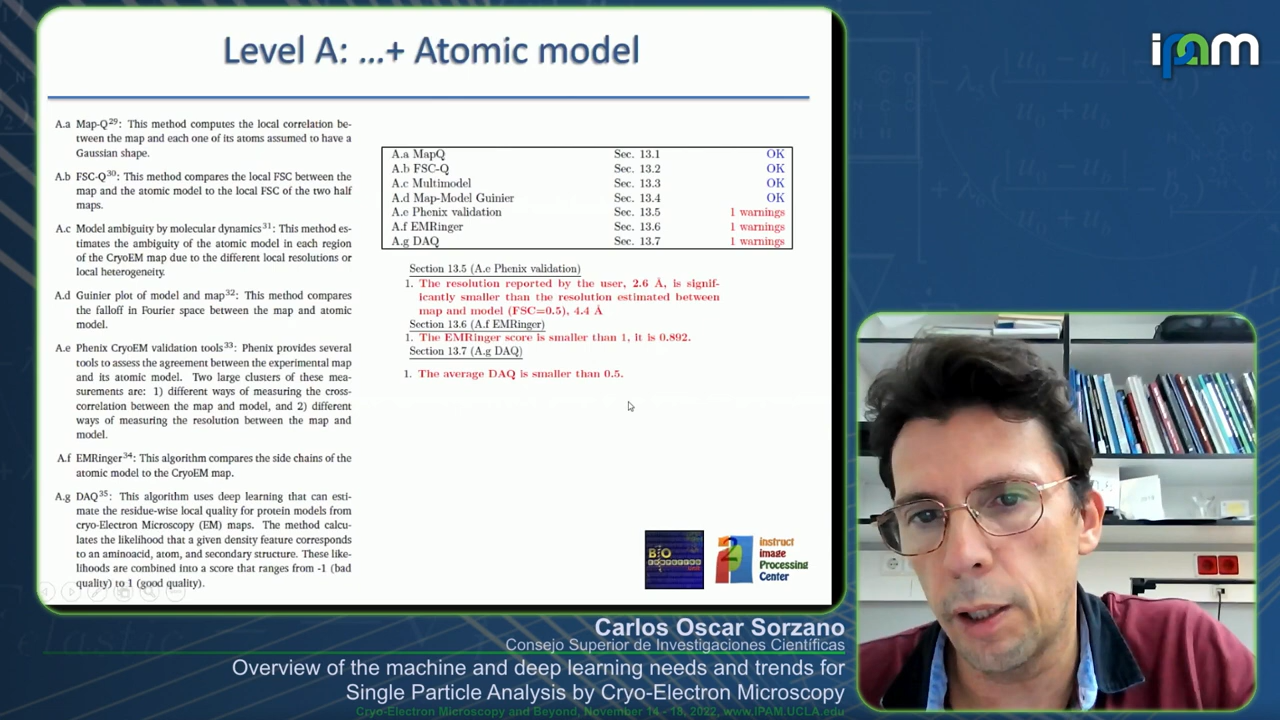 Level A: ...+ Atomic model
ipam
A.a Map-Q29: This method computes the local correlation be-
tween the map and each one of its atoms assumed to have a
Gaussian shape.
A.b FSC-Q30: This method compares the local FSC between the
map and the atomic model to the local FSC of the two half
maps.
A.c Model ambiguity by molecular dynamics31: This method es-
timates the ambiguity of the atomic model in each region
of the CryoEM map due to the different local resolutions or
local heterogeneity.
A.d Guinier plot of model and map32: This method compares
the falloff in Fourier space between the map and atomic
model.
A.e Phenix CryoEM validation tools33: Phenix provides several
tools to assess the agreement between the experimental map
and its atomic model. Two large clusters of these mea-
surements are: 1) different ways of measuring the cross-
correlation between the map and model, and 2) different
ways of measuring the resolution between the map and
model.
A.f EMRinger34: This algorithm compares the side chains of the
atomic model to the CryoEM map.
A.g DAQ35: This algorithm uses deep learning that can esti-
mate the residue-wise local quality for protein models from
cryo-Electron Microscopy (EM) maps. The method calcu-
lates the likelihood that a given density feature corresponds
to an aminoacid, atom, and secondary structure. These like-
lihoods are combined into a score that ranges from -1 (bad
quality) to 1 (good quality).
A.a MapQ Sec. 13.1 OK
A.b FSC-Q Sec. 13.2 OK
A.c Multimodel Sec. 13.3 OK
A.d Map-Model Guinier Sec. 13.4 OK
A.e Phenix validation Sec. 13.5 1 warnings
A.f EMRinger Sec. 13.6 1 warnings
A.g DAQ Sec. 13.7 1 warnings
Section 13.5 (A.e Phenix validation)
1. The resolution reported by the user, 2.6 Å, is signif-
icantly smaller than the resolution estimated between
map and model (FSC=0.5), 4.4 Å
Section 13.6 (A.f EMRinger)
1. The EMRinger score is smaller than 1, it is 0.892.
Section 13.7 (A.g DAQ)
1. The average DAQ is smaller than 0.5.
BIO
instruct
image
Processing
Center
Carlos Oscar Sorzano
Consejo Superior de Investigaciones Científicas
Overview of the machine and deep learning needs and trends for
Single Particle Analysis by Cryo-Electron Microscopy
Cryo-Electron Microscopy and Beyond, November 14 - 18, 2022, www.IPAM.UCLA.edu